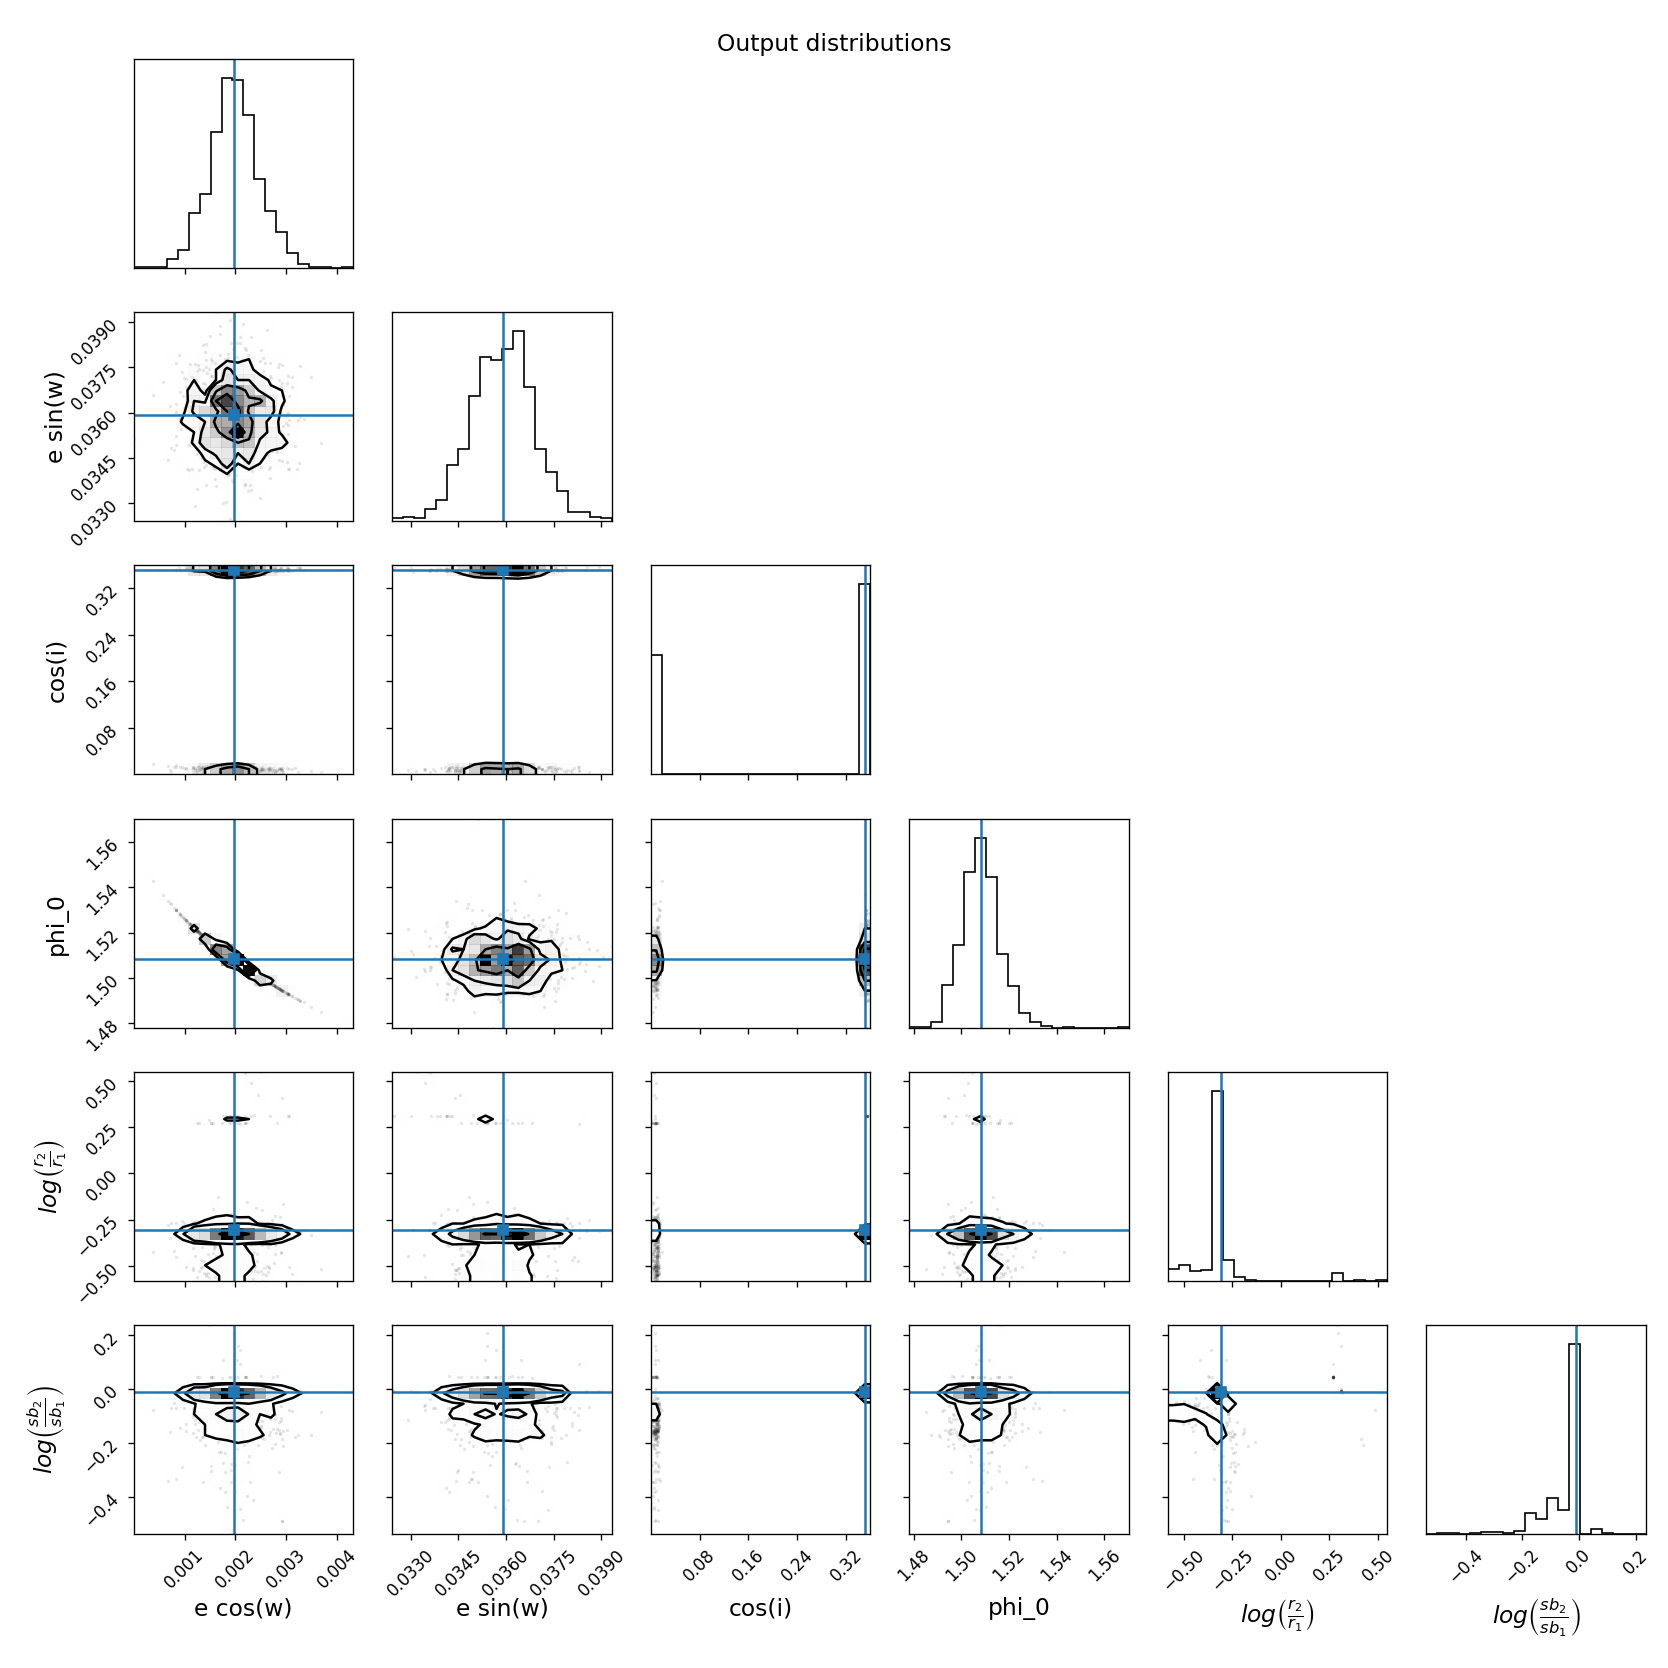 Output distributions
e sin(w)
0.0390
0.0375
0.0360
0.0345
0.0330
cos(i)
0.32
0.24
0.16
0.08
phi_0
1.56
1.54
1.52
1.50
1.48
log(r2/r1)
0.50
0.25
0.00
−0.25
−0.50
log(sb2/sb1)
0.2
0.0
−0.2
−0.4
0.001 0.002 0.003 0.004
0.0330 0.0345 0.0360 0.0375 0.0390
0.08 0.16 0.24 0.32
1.48 1.50 1.52 1.54 1.56
−0.50 −0.25 0.00 0.25 0.50
−0.4 −0.2 0.0 0.2
e cos(w) e sin(w) cos(i) phi_0 log(r2/r1) log(sb2/sb1)